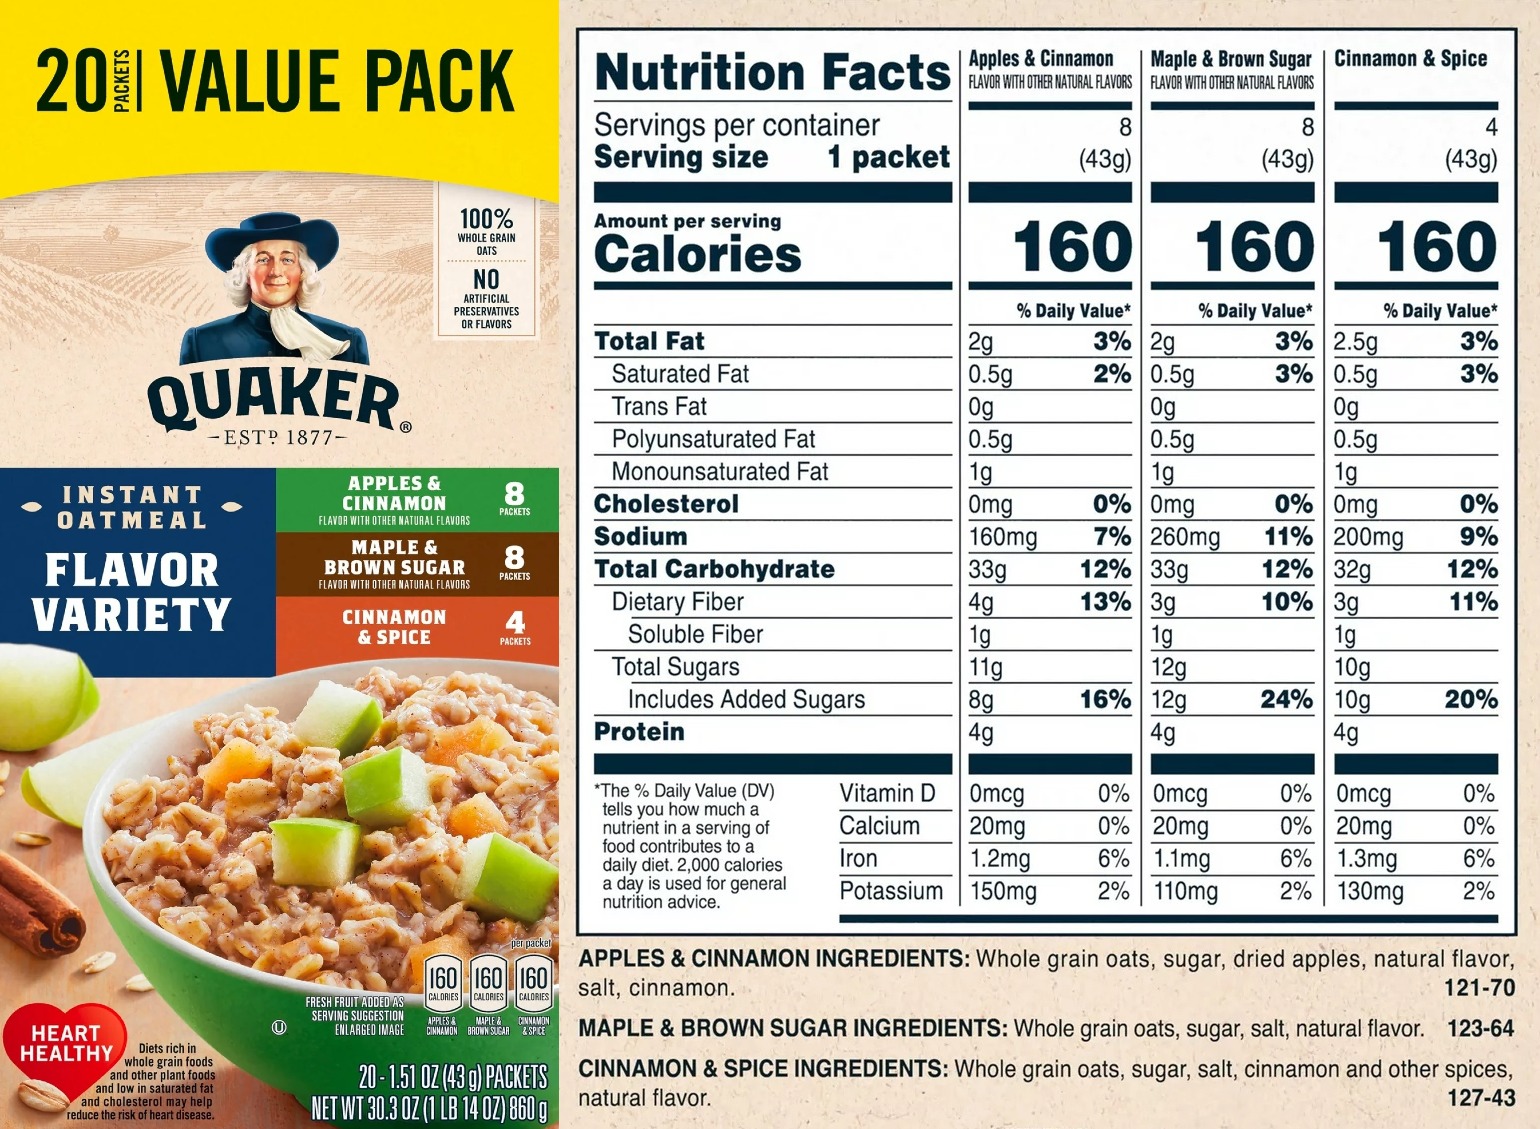 20 PACKETS | VALUE PACK
100%
WHOLE GRAIN
OATS
NO
ARTIFICIAL
PRESERVATIVES
OR FLAVORS
QUAKER®
ESTD 1877
INSTANT
OATMEAL
FLAVOR
VARIETY
APPLES &
CINNAMON
FLAVOR WITH OTHER NATURAL FLAVORS
8
PACKETS
MAPLE &
BROWN SUGAR
FLAVOR WITH OTHER NATURAL FLAVORS
8
PACKETS
CINNAMON
& SPICE
4
PACKETS
per packet
160 CALORIES
160 CALORIES
160 CALORIES
APPLES &
CINNAMON
MAPLE &
BROWN SUGAR
CINNAMON
& SPICE
FRESH FRUIT ADDED AS
SERVING SUGGESTION
ENLARGED IMAGE
U
HEART
HEALTHY
Diets rich in
whole grain foods
and other plant foods
and low in saturated fat
and cholesterol may help
reduce the risk of heart disease.
20 - 1.51 OZ (43 g) PACKETS
NET WT 30.3 OZ (1 LB 14 OZ) 860 g
Nutrition Facts
Apples & Cinnamon
FLAVOR WITH OTHER NATURAL FLAVORS
Maple & Brown Sugar
FLAVOR WITH OTHER NATURAL FLAVORS
Cinnamon & Spice
Servings per container 8 8 4
Serving size 1 packet (43g) (43g) (43g)
Amount per serving
Calories 160 160 160
% Daily Value* % Daily Value* % Daily Value*
Total Fat 2g 3% 2g 3% 2.5g 3%
Saturated Fat 0.5g 2% 0.5g 3% 0.5g 3%
Trans Fat 0g 0g 0g
Polyunsaturated Fat 0.5g 0.5g 0.5g
Monounsaturated Fat 1g 1g 1g
Cholesterol 0mg 0% 0mg 0% 0mg 0%
Sodium 160mg 7% 260mg 11% 200mg 9%
Total Carbohydrate 33g 12% 33g 12% 32g 12%
Dietary Fiber 4g 13% 3g 10% 3g 11%
Soluble Fiber 1g 1g 1g
Total Sugars 11g 12g 10g
Includes Added Sugars 8g 16% 12g 24% 10g 20%
Protein 4g 4g 4g
*The % Daily Value (DV)
tells you how much a
nutrient in a serving of
food contributes to a
daily diet. 2,000 calories
a day is used for general
nutrition advice.
Vitamin D 0mcg 0% 0mcg 0% 0mcg 0%
Calcium 20mg 0% 20mg 0% 20mg 0%
Iron 1.2mg 6% 1.1mg 6% 1.3mg 6%
Potassium 150mg 2% 110mg 2% 130mg 2%
APPLES & CINNAMON INGREDIENTS: Whole grain oats, sugar, dried apples, natural flavor,
salt, cinnamon. 121-70
MAPLE & BROWN SUGAR INGREDIENTS: Whole grain oats, sugar, salt, natural flavor. 123-64
CINNAMON & SPICE INGREDIENTS: Whole grain oats, sugar, salt, cinnamon and other spices,
natural flavor. 127-43